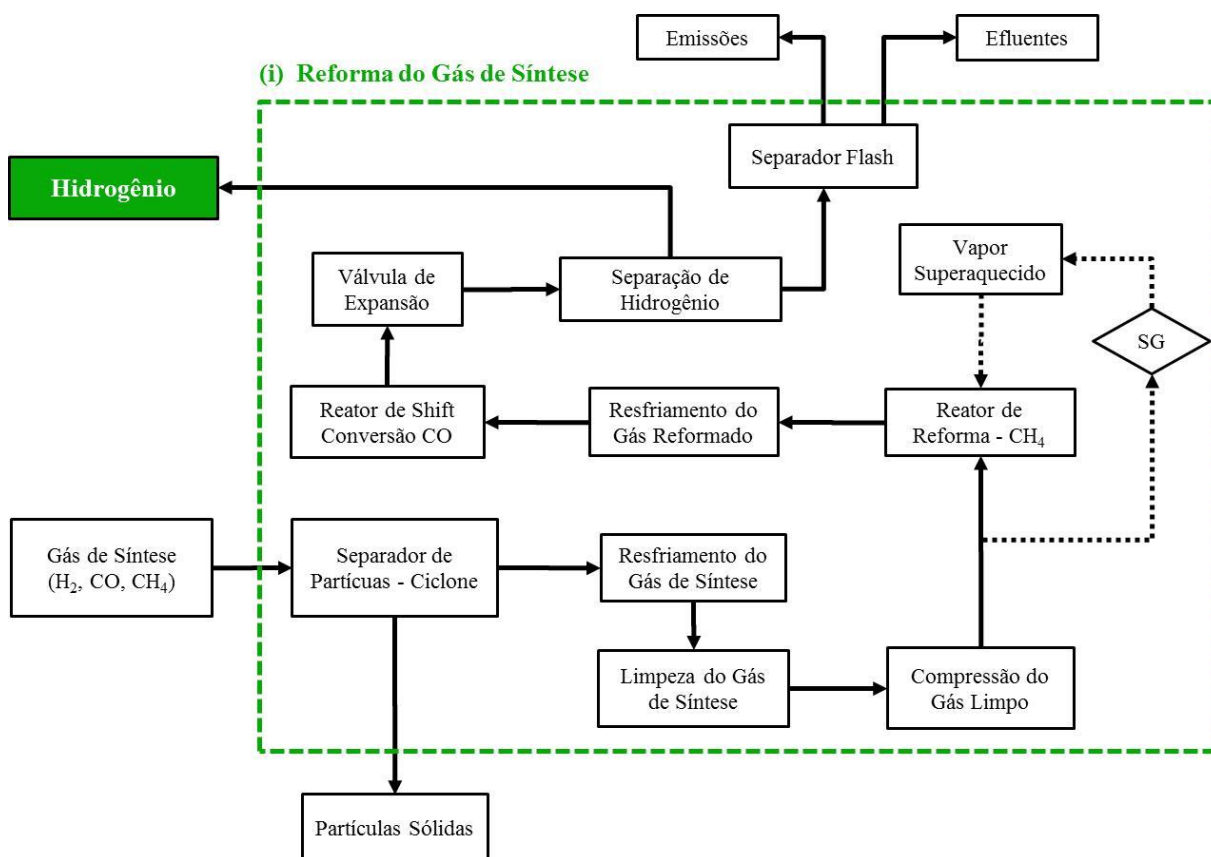 Emissões
Efluentes
(i) Reforma do Gás de Síntese
Separador Flash
Hidrogênio
Válvula de
Expansão
Separação de
Hidrogênio
Vapor
Superaquecido
SG
Reator de Shift
Conversão CO
Resfriamento do
Gás Reformado
Reator de
Reforma - CH₄
Gás de Síntese
(H₂, CO, CH₄)
Separador de
Partícuas - Ciclone
Resfriamento do
Gás de Síntese
Limpeza do Gás
de Síntese
Compressão do
Gás Limpo
Partículas Sólidas